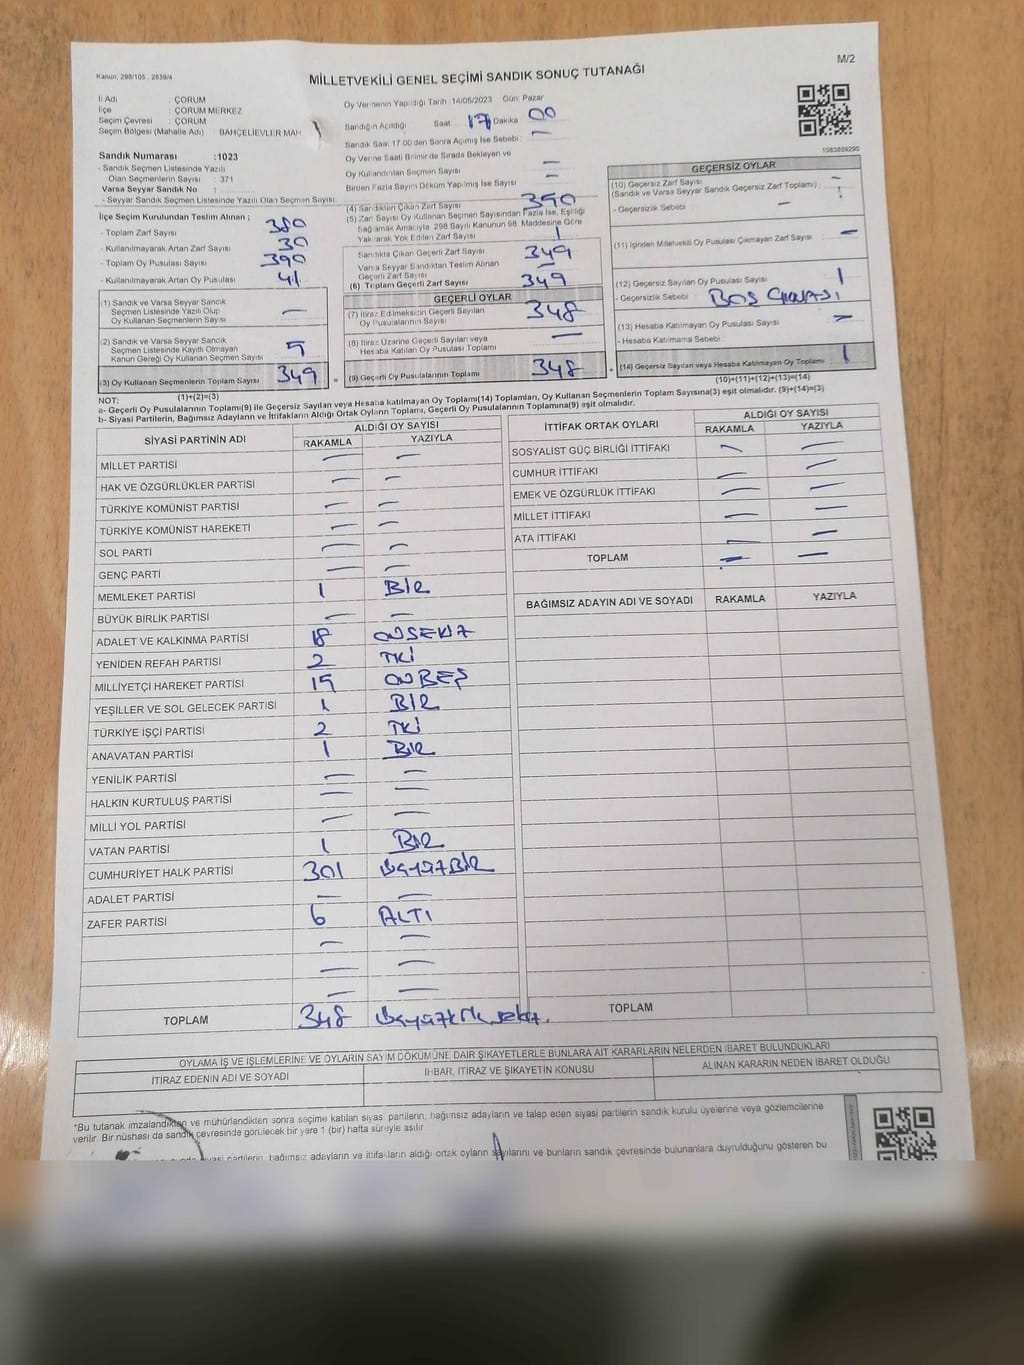 M/2
Kanun, 298/105 , 2839/4
MİLLETVEKİLİ GENEL SEÇİMİ SANDIK SONUÇ TUTANAĞI
İl Adı : ÇORUM
İlçe : ÇORUM MERKEZ
Seçim Çevresi : ÇORUM
Seçim Bölgesi (Mahalle Adı) : BAHÇELİEVLER MAH
Sandık Numarası :1023
- Sandık Seçmen Listesinde Yazılı
Olan Seçmenlerin Sayısı : 371
Varsa Seyyar Sandık No :
- Seyyar Sandık Seçmen Listesinde Yazılı Olan Seçmen Sayısı:
Oy Vermenin Yapıldığı Tarih :14/05/2023 Gün: Pazar
Sandığın Açıldığı Saat: 17 Dakika 00
Sandık Saat 17:00'den Sonra Açılmış İse Sebebi : —
Oy Verme Saati Bitiminde Sırada Bekleyen ve
Oy Kullandırılan Seçmen Sayısı —
Birden Fazla Sayım Döküm Yapılmış İse Sayısı —
1083659290
İlçe Seçim Kurulundan Teslim Alınan ;
- Toplam Zarf Sayısı 380
- Kullanılmayarak Artan Zarf Sayısı 30
- Toplam Oy Pusulası Sayısı 390
- Kullanılmayarak Artan Oy Pusulası 41
(1) Sandık ve Varsa Seyyar Sandık
Seçmen Listesinde Yazılı Olup
Oy Kullanan Seçmenlerin Sayısı —
(2) Sandık ve Varsa Seyyar Sandık
Seçmen Listesinde Kayıtlı Olmayan
Kanun Gereği Oy Kullanan Seçmen Sayısı 5
(3) Oy Kullanan Seçmenlerin Toplam Sayısı 349
(1)+(2)=(3)
(4) Sandıktan Çıkan Zarf Sayısı 350
(5) Zarf Sayısı Oy Kullanan Seçmen Sayısından Fazla İse, Eşitliği
Sağlamak Amacıyla 298 Sayılı Kanunun 98. Maddesine Göre
Yakılarak Yok Edilen Zarf Sayısı 1
Sandıkta Çıkan Geçerli Zarf Sayısı 349
Varsa Seyyar Sandıktan Teslim Alınan
Geçerli Zarf Sayısı —
(6) Toplam Geçerli Zarf Sayısı 349
GEÇERLİ OYLAR
(7) İtiraz Edilmeksizin Geçerli Sayılan
Oy Pusulalarının Sayısı 348
(8) İtiraz Üzerine Geçerli Sayılan veya
Hesaba Katılan Oy Pusulası Toplamı —
(9) Geçerli Oy Pusulalarının Toplamı 348
GEÇERSİZ OYLAR
(10) Geçersiz Zarf Sayısı —
(Sandık ve Varsa Seyyar Sandık Geçersiz Zarf Toplamı) :
- Geçersizlik Sebebi : —
(11) İçinden Milletvekili Oy Pusulası Çıkmayan Zarf Sayısı —
(12) Geçersiz Sayılan Oy Pusulası Sayısı 1
- Geçersizlik Sebebi : BOŞ ÇIKMASI
(13) Hesaba Katılmayan Oy Pusulası Sayısı —
- Hesaba Katılmama Sebebi :
(14) Geçersiz Sayılan veya Hesaba Katılmayan Oy Toplamı 1
(10)+(11)+(12)+(13)=(14)
NOT:
a- Geçerli Oy Pusulasının Toplamı(9) ile Geçersiz Sayılan veya Hesaba katılmayan Oy Toplamı(14) Toplamları, Oy Kullanan Seçmenlerin Toplam Sayısına(3) eşit olmalıdır. (9)+(14)=(3)
b- Siyasi Partilerin, Bağımsız Adayların ve İttifakların Aldığı Ortak Oyların Toplamı, Geçerli Oy Pusulalarının Toplamına(9) eşit olmalıdır.
SİYASİ PARTİNİN ADI ALDIĞI OY SAYISI
RAKAMLA YAZIYLA
MİLLET PARTİSİ — —
HAK VE ÖZGÜRLÜKLER PARTİSİ — —
TÜRKİYE KOMÜNİST PARTİSİ — —
TÜRKİYE KOMÜNİST HAREKETİ — —
SOL PARTİ — —
GENÇ PARTİ — —
MEMLEKET PARTİSİ 1 BİR
BÜYÜK BİRLİK PARTİSİ — —
ADALET VE KALKINMA PARTİSİ 18 ONSEKİZ
YENİDEN REFAH PARTİSİ 2 İKİ
MİLLİYETÇİ HAREKET PARTİSİ 15 ONBEŞ
YEŞİLLER VE SOL GELECEK PARTİSİ 1 BİR
TÜRKİYE İŞÇİ PARTİSİ 2 İKİ
ANAVATAN PARTİSİ 1 BİR
YENİLİK PARTİSİ — —
HALKIN KURTULUŞ PARTİSİ — —
MİLLİ YOL PARTİSİ — —
VATAN PARTİSİ 1 BİR
CUMHURİYET HALK PARTİSİ 301 ÜÇYÜZBİR
ADALET PARTİSİ — —
ZAFER PARTİSİ 6 ALTI
— —
— —
— —
TOPLAM 348 üçyüzkırksekiz.
İTTİFAK ORTAK OYLARI ALDIĞI OY SAYISI
RAKAMLA YAZIYLA
SOSYALİST GÜÇ BİRLİĞİ İTTİFAKI — —
CUMHUR İTTİFAKI — —
EMEK VE ÖZGÜRLÜK İTTİFAKI — —
MİLLET İTTİFAKI — —
ATA İTTİFAKI — —
TOPLAM — —
BAĞIMSIZ ADAYIN ADI VE SOYADI RAKAMLA YAZIYLA
TOPLAM
OYLAMA İŞ VE İŞLEMLERİNE VE OYLARIN SAYIM DÖKÜMÜNE DAİR ŞİKAYETLERLE BUNLARA AİT KARARLARIN NELERDEN İBARET BULUNDUKLARI
İTİRAZ EDENİN ADI VE SOYADI İHBAR, İTİRAZ VE ŞİKAYETİN KONUSU ALINAN KARARIN NEDEN İBARET OLDUĞU
*Bu tutanak imzalandıktan ve mühürlendikten sonra seçime katılan siyasi partilerin, bağımsız adayların ve talep eden siyasi partilerin sandık kurulu üyelerine veya gözlemcilerine
verilir. Bir nüshası da sandık çevresinde görülecek bir yere 1 (bir) hafta süreyle asılır
siyasi partilerin, bağımsız adayların ve ittifakların aldığı ortak oyların sayılarını ve bunların sandık çevresinde bulunanlara duyrulduğunu gösteren bu